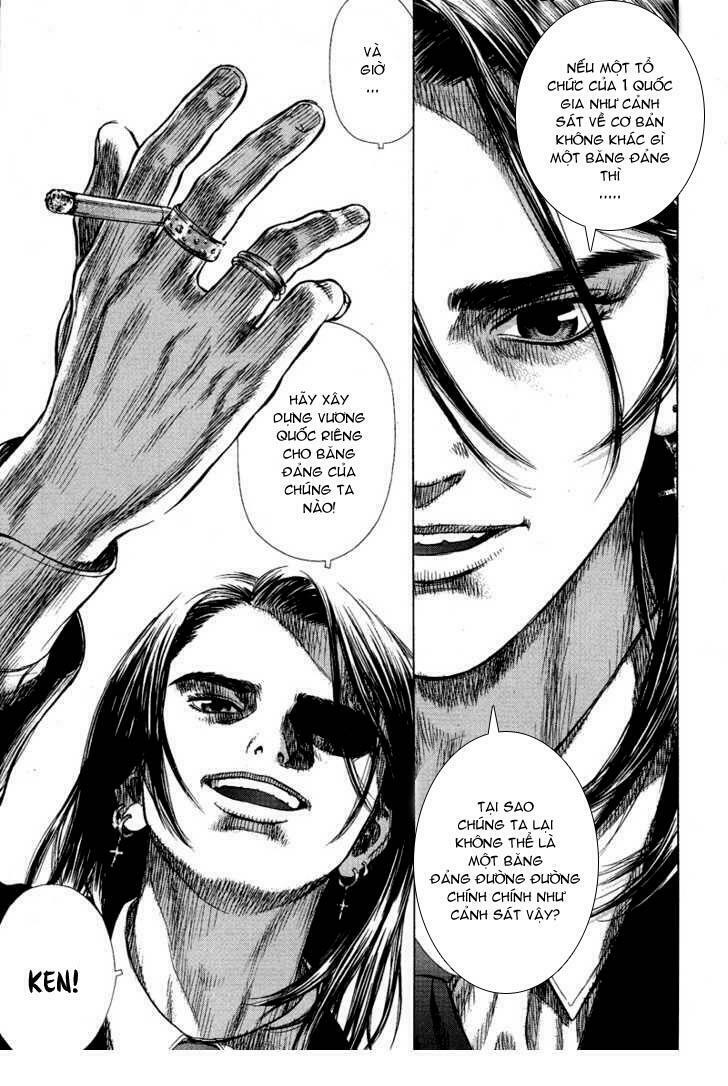 NẾU MỘT TỔ
CHỨC CỦA 1 QUỐC
GIA NHƯ CẢNH
SÁT VỀ CƠ BẢN
KHÔNG KHÁC GÌ
MỘT BĂNG ĐẢNG
THÌ
.....
TẠI SAO
CHÚNG TA LẠI
KHÔNG THỂ LÀ
MỘT BĂNG
ĐẢNG ĐƯỜNG ĐƯỜNG
CHÍNH CHÍNH NHƯ
CẢNH SÁT VẬY?
VÀ
GIỜ
...
HÃY XÂY
DỰNG VƯƠNG
QUỐC RIÊNG
CHO BĂNG
ĐẢNG CỦA
CHÚNG TA
NÀO!
KEN!